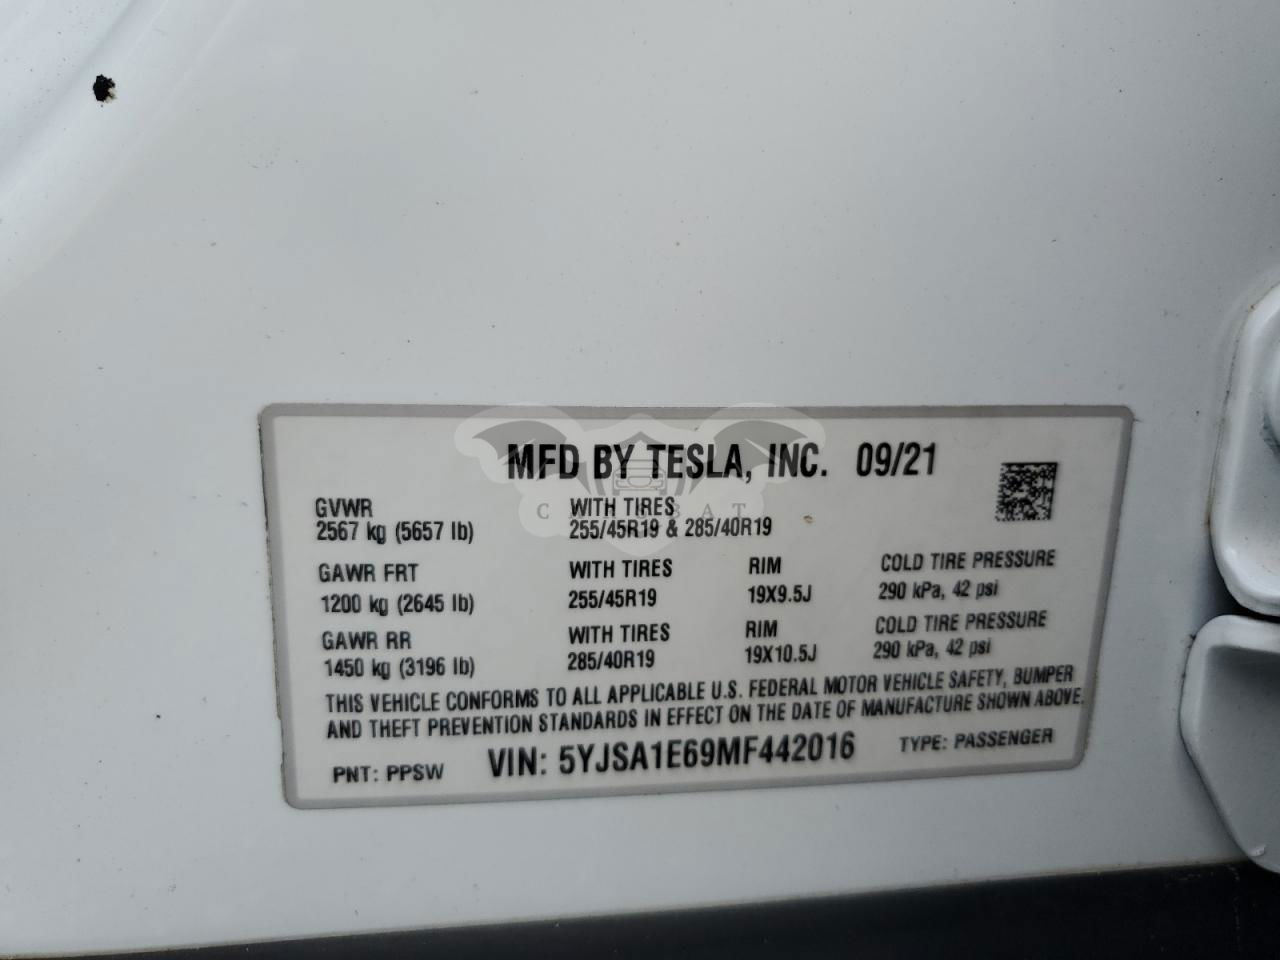 MFD BY TESLA, INC. 09/21
GVWR WITH TIRES
2567 kg (5657 lb) 255/45R19 & 285/40R19
GAWR FRT WITH TIRES RIM COLD TIRE PRESSURE
1200 kg (2645 lb) 255/45R19 19X9.5J 290 kPa, 42 psi
GAWR RR WITH TIRES RIM COLD TIRE PRESSURE
1450 kg (3196 lb) 285/40R19 19X10.5J 290 kPa, 42 psi
THIS VEHICLE CONFORMS TO ALL APPLICABLE U.S. FEDERAL MOTOR VEHICLE SAFETY, BUMPER
AND THEFT PREVENTION STANDARDS IN EFFECT ON THE DATE OF MANUFACTURE SHOWN ABOVE.
PNT: PPSW VIN: 5YJSA1E69MF442016 TYPE: PASSENGER